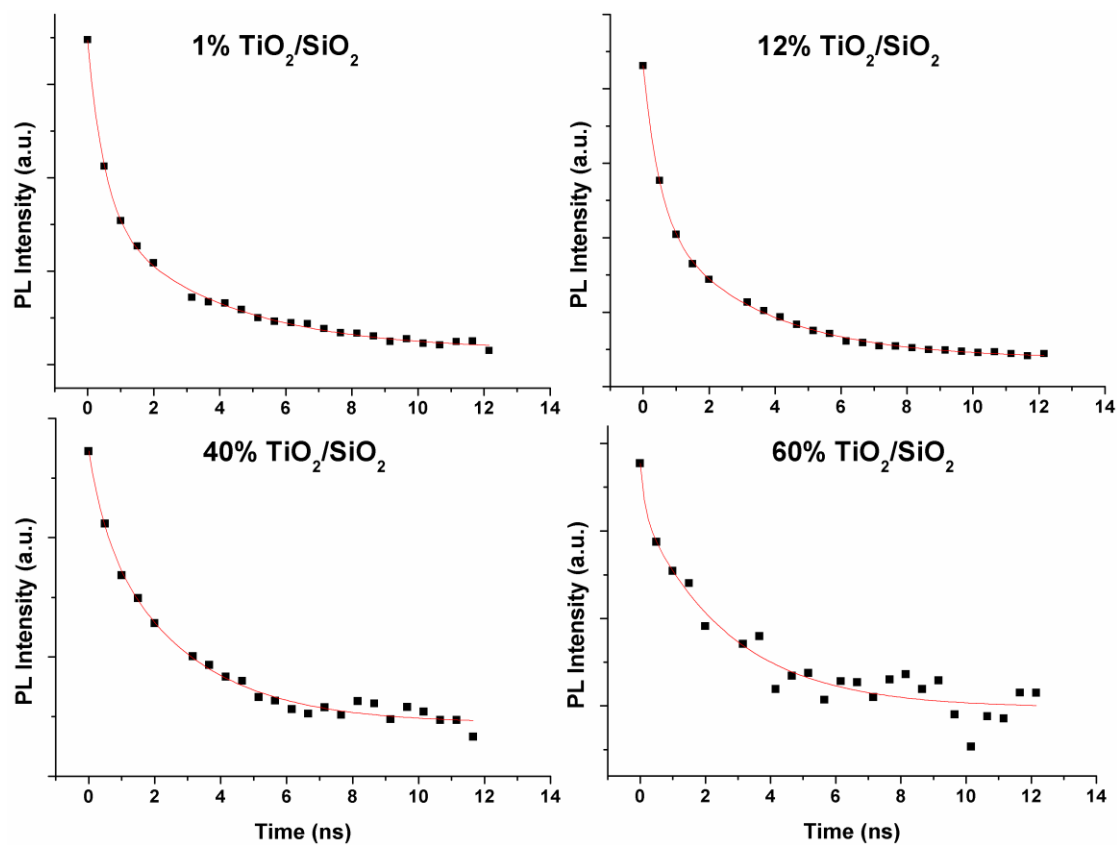 1% TiO₂/SiO₂
PL Intensity (a.u.)
0 2 4 6 8 10 12 14
12% TiO₂/SiO₂
PL Intensity (a.u.)
0 2 4 6 8 10 12 14
40% TiO₂/SiO₂
PL Intensity (a.u.)
0 2 4 6 8 10 12 14
Time (ns)
60% TiO₂/SiO₂
PL Intensity (a.u.)
0 2 4 6 8 10 12 14
Time (ns)